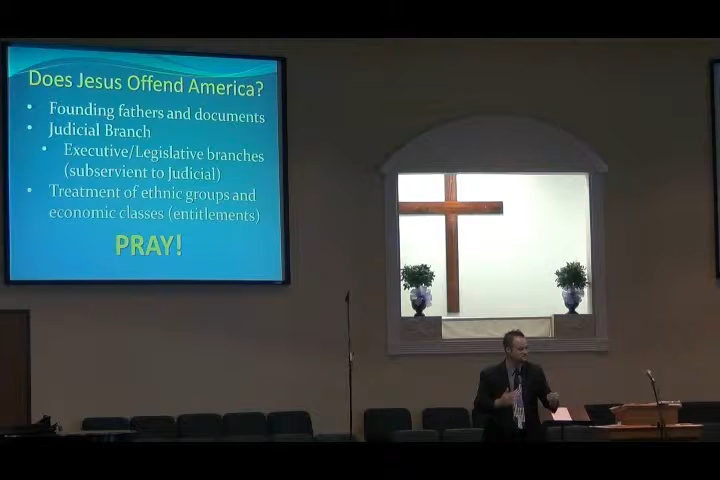 Does Jesus Offend America?
• Founding fathers and documents
• Judicial Branch
• Executive/Legislative branches
(subservient to Judicial)
• Treatment of ethnic groups and
economic classes (entitlements)
PRAY!